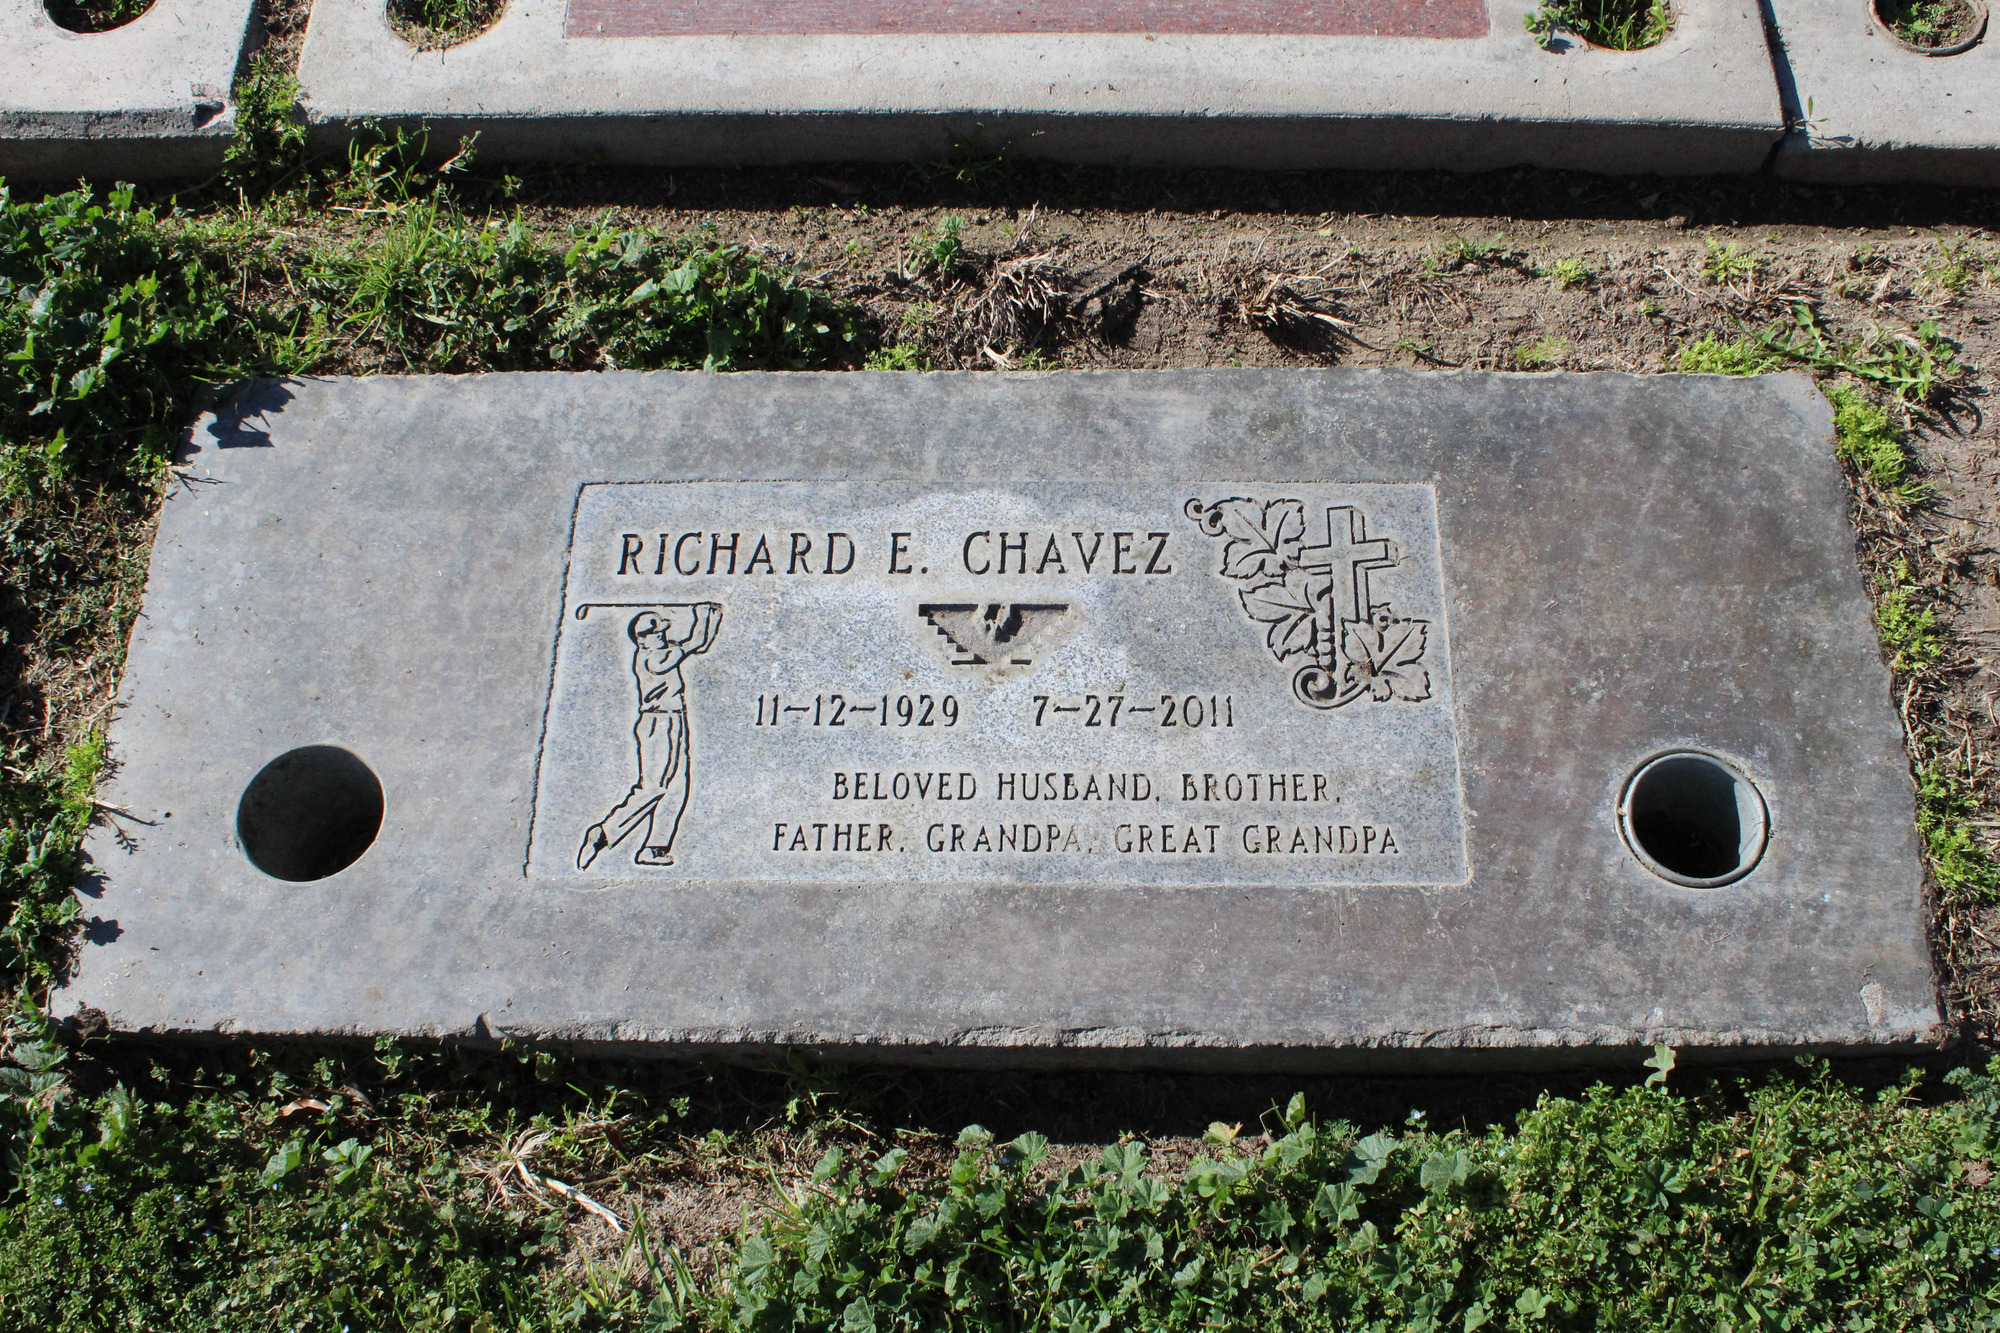 RICHARD E. CHAVEZ
11-12-1929 7-27-2011
BELOVED HUSBAND, BROTHER,
FATHER, GRANDPA, GREAT GRANDPA